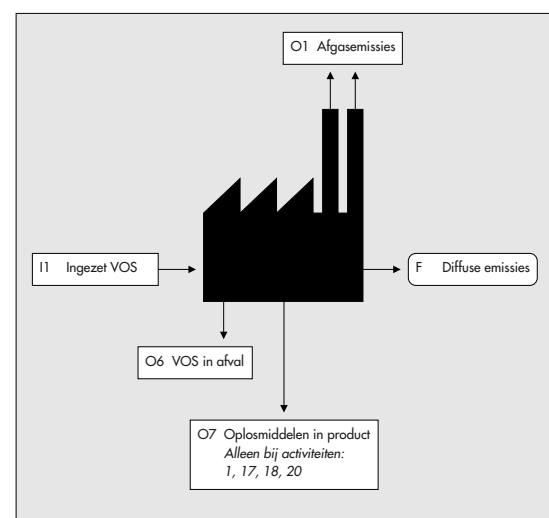 O1 Afgasemissies
I1 Ingezet VOS
F Diffuse emissies
O6 VOS in afval
O7 Oplosmiddelen in product
Alleen bij activiteiten:
1, 17, 18, 20